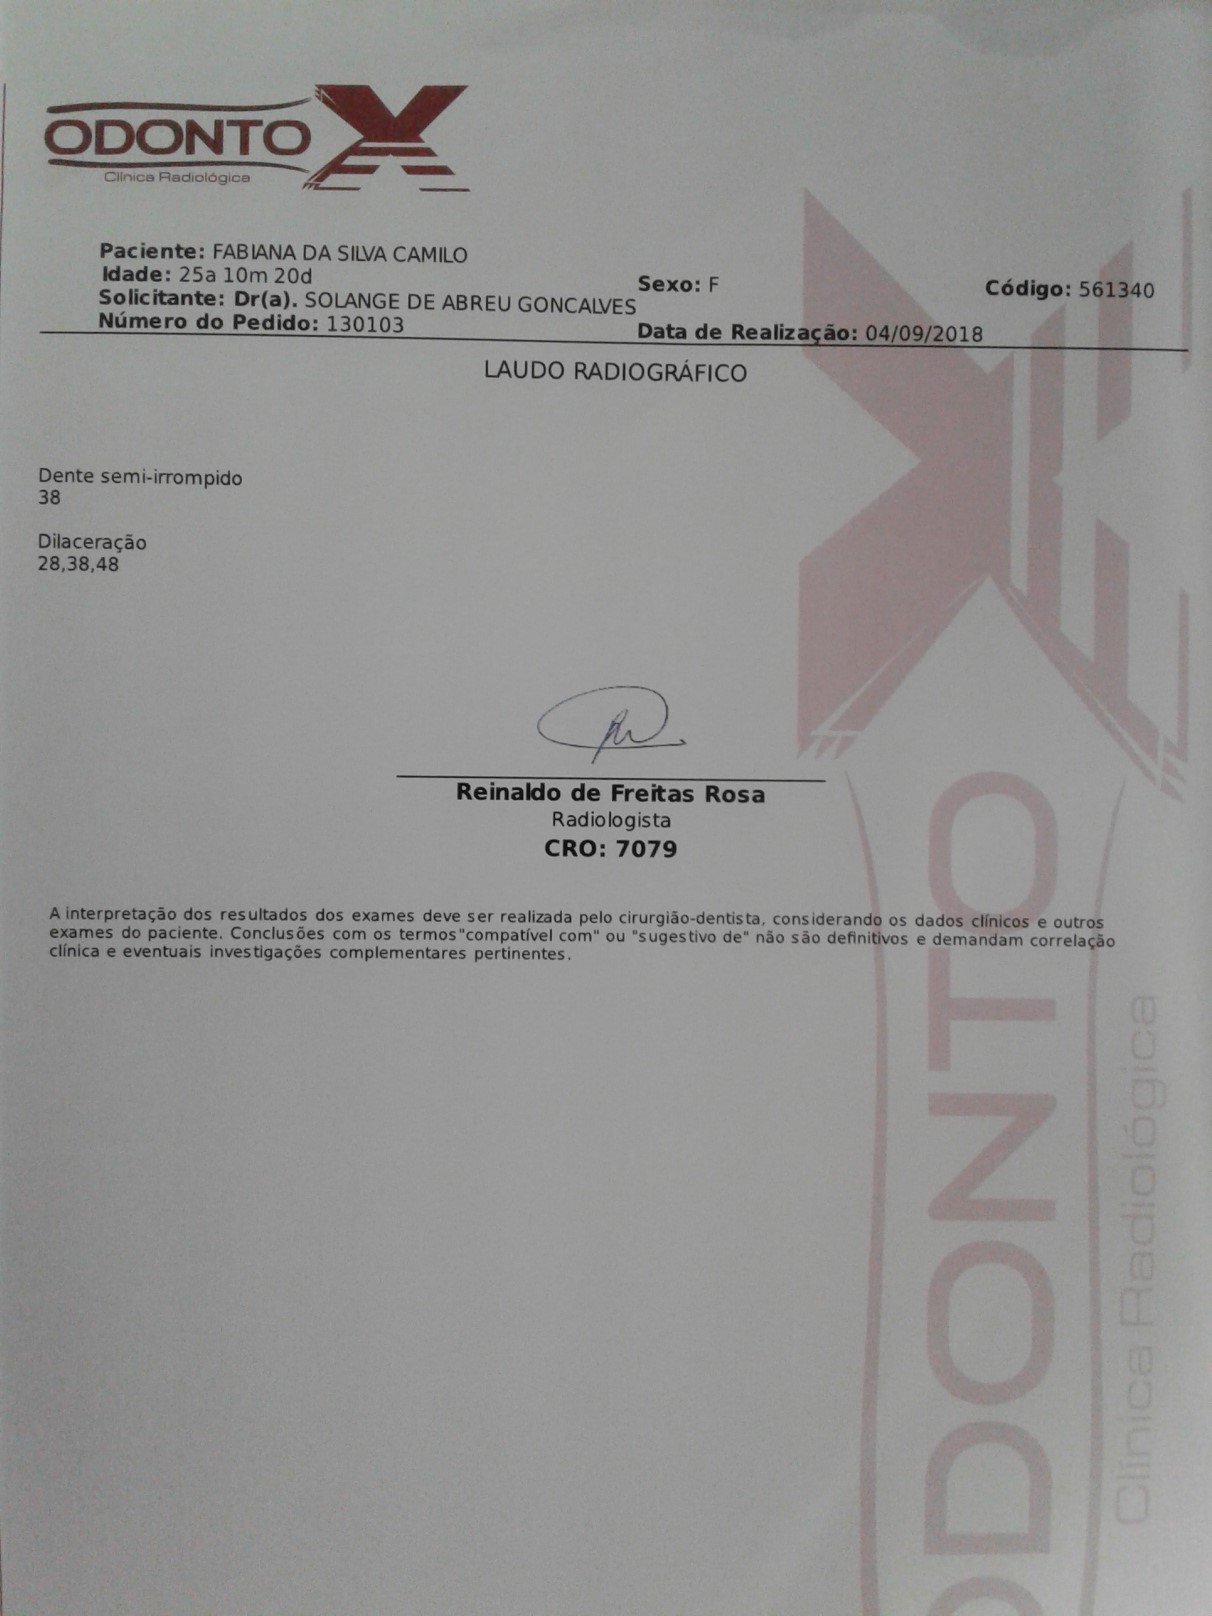 ODONTO X
Clínica Radiológica
Paciente: FABIANA DA SILVA CAMILO
Idade: 25a 10m 20d
Sexo: F
Código: 561340
Solicitante: Dr(a). SOLANGE DE ABREU GONCALVES
Número do Pedido: 130103
Data de Realização: 04/09/2018
LAUDO RADIOGRÁFICO
Dente semi-irrompido
38
Dilaceração
28,38,48
Reinaldo de Freitas Rosa
Radiologista
CRO: 7079
A interpretação dos resultados dos exames deve ser realizada pelo cirurgião-dentista, considerando os dados clínicos e outros
exames do paciente. Conclusões com os termos"compatível com" ou "sugestivo de" não são definitivos e demandam correlação
clínica e eventuais investigações complementares pertinentes.
ODONTO X
Clínica Radiológica